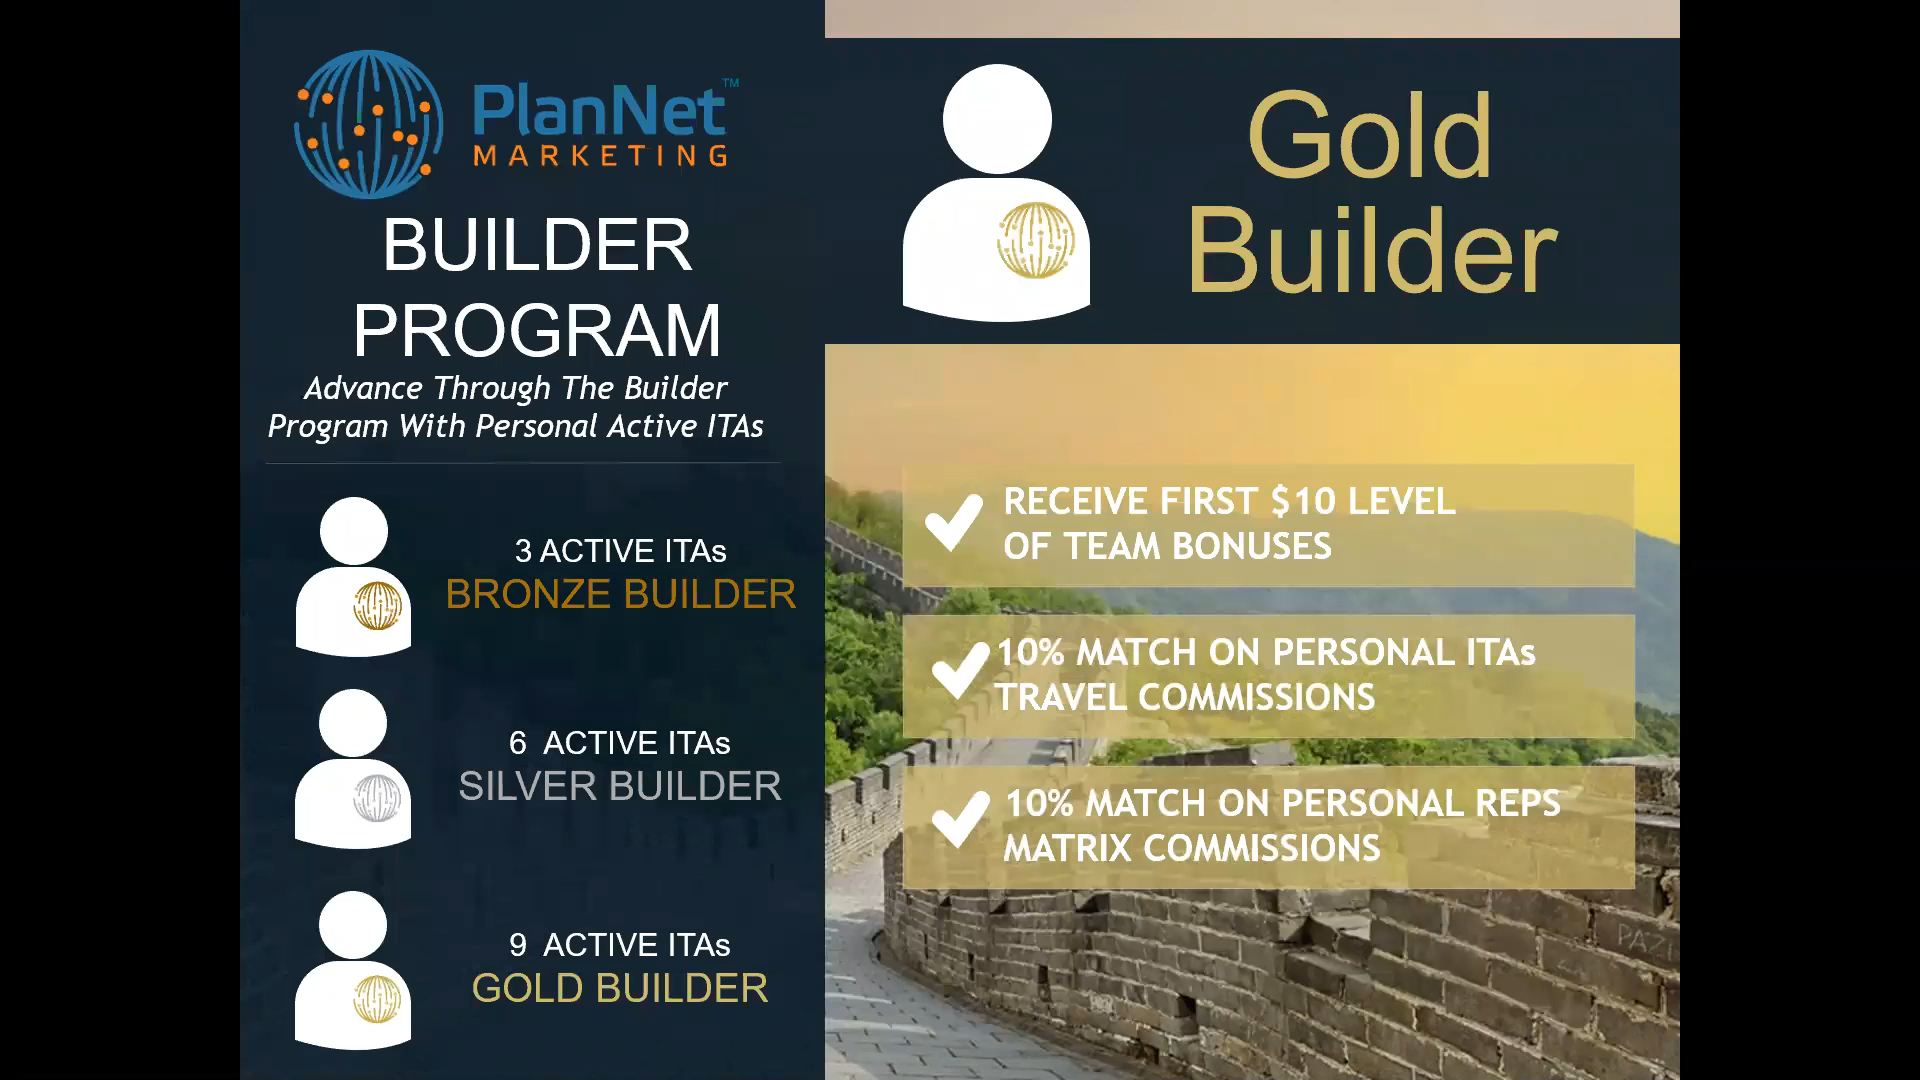 PlanNet™
MARKETING
BUILDER
PROGRAM
Advance Through The Builder
Program With Personal Active ITAs
3 ACTIVE ITAs
BRONZE BUILDER
6 ACTIVE ITAs
SILVER BUILDER
9 ACTIVE ITAs
GOLD BUILDER
Gold
Builder
RECEIVE FIRST $10 LEVEL
OF TEAM BONUSES
10% MATCH ON PERSONAL ITAs
TRAVEL COMMISSIONS
10% MATCH ON PERSONAL REPS
MATRIX COMMISSIONS